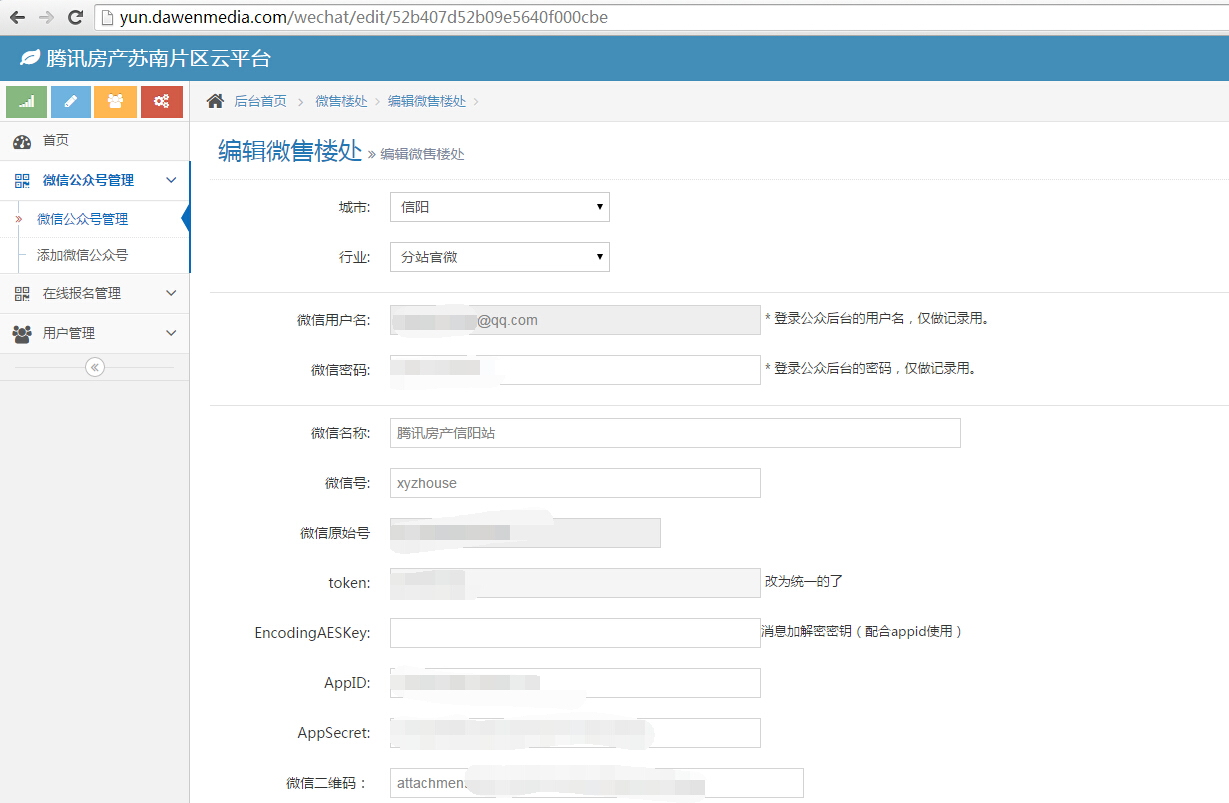 yun.dawenmedia.com/wechat/edit/52b407d52b09e5640f000cbe
腾讯房产苏南片区云平台
后台首页 > 微售楼处 > 编辑微售楼处 >
首页
微信公众号管理
» 微信公众号管理
添加微信公众号
在线报名管理
用户管理
«
编辑微售楼处 » 编辑微售楼处
城市: 信阳
行业: 分站官微
微信用户名: @qq.com * 登录公众后台的用户名，仅做记录用。
微信密码: * 登录公众后台的密码，仅做记录用。
微信名称: 腾讯房产信阳站
微信号: xyzhouse
微信原始号
token: 改为统一的了
EncodingAESKey: 消息加解密密钥（配合appid使用）
AppID:
AppSecret:
微信二维码： attachment